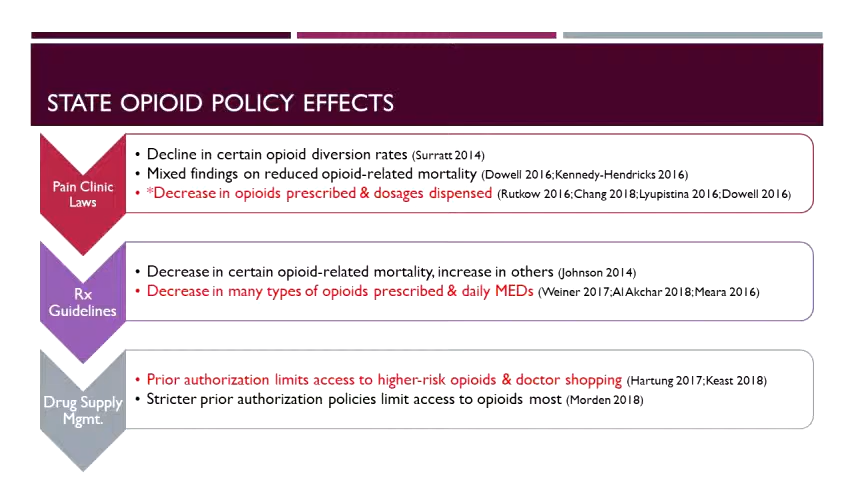 STATE OPIOID POLICY EFFECTS
Pain Clinic
Laws
• Decline in certain opioid diversion rates (Surratt 2014)
• Mixed findings on reduced opioid-related mortality (Dowell 2016;Kennedy-Hendricks 2016)
• *Decrease in opioids prescribed & dosages dispensed (Rutkow 2016;Chang 2018;Lyupistina 2016;Dowell 2016)
Rx
Guidelines
• Decrease in certain opioid-related mortality, increase in others (Johnson 2014)
• Decrease in many types of opioids prescribed & daily MEDs (Weiner 2017;Al Akchar 2018;Meara 2016)
Drug Supply
Mgmt.
• Prior authorization limits access to higher-risk opioids & doctor shopping (Hartung 2017;Keast 2018)
• Stricter prior authorization policies limit access to opioids most (Morden 2018)